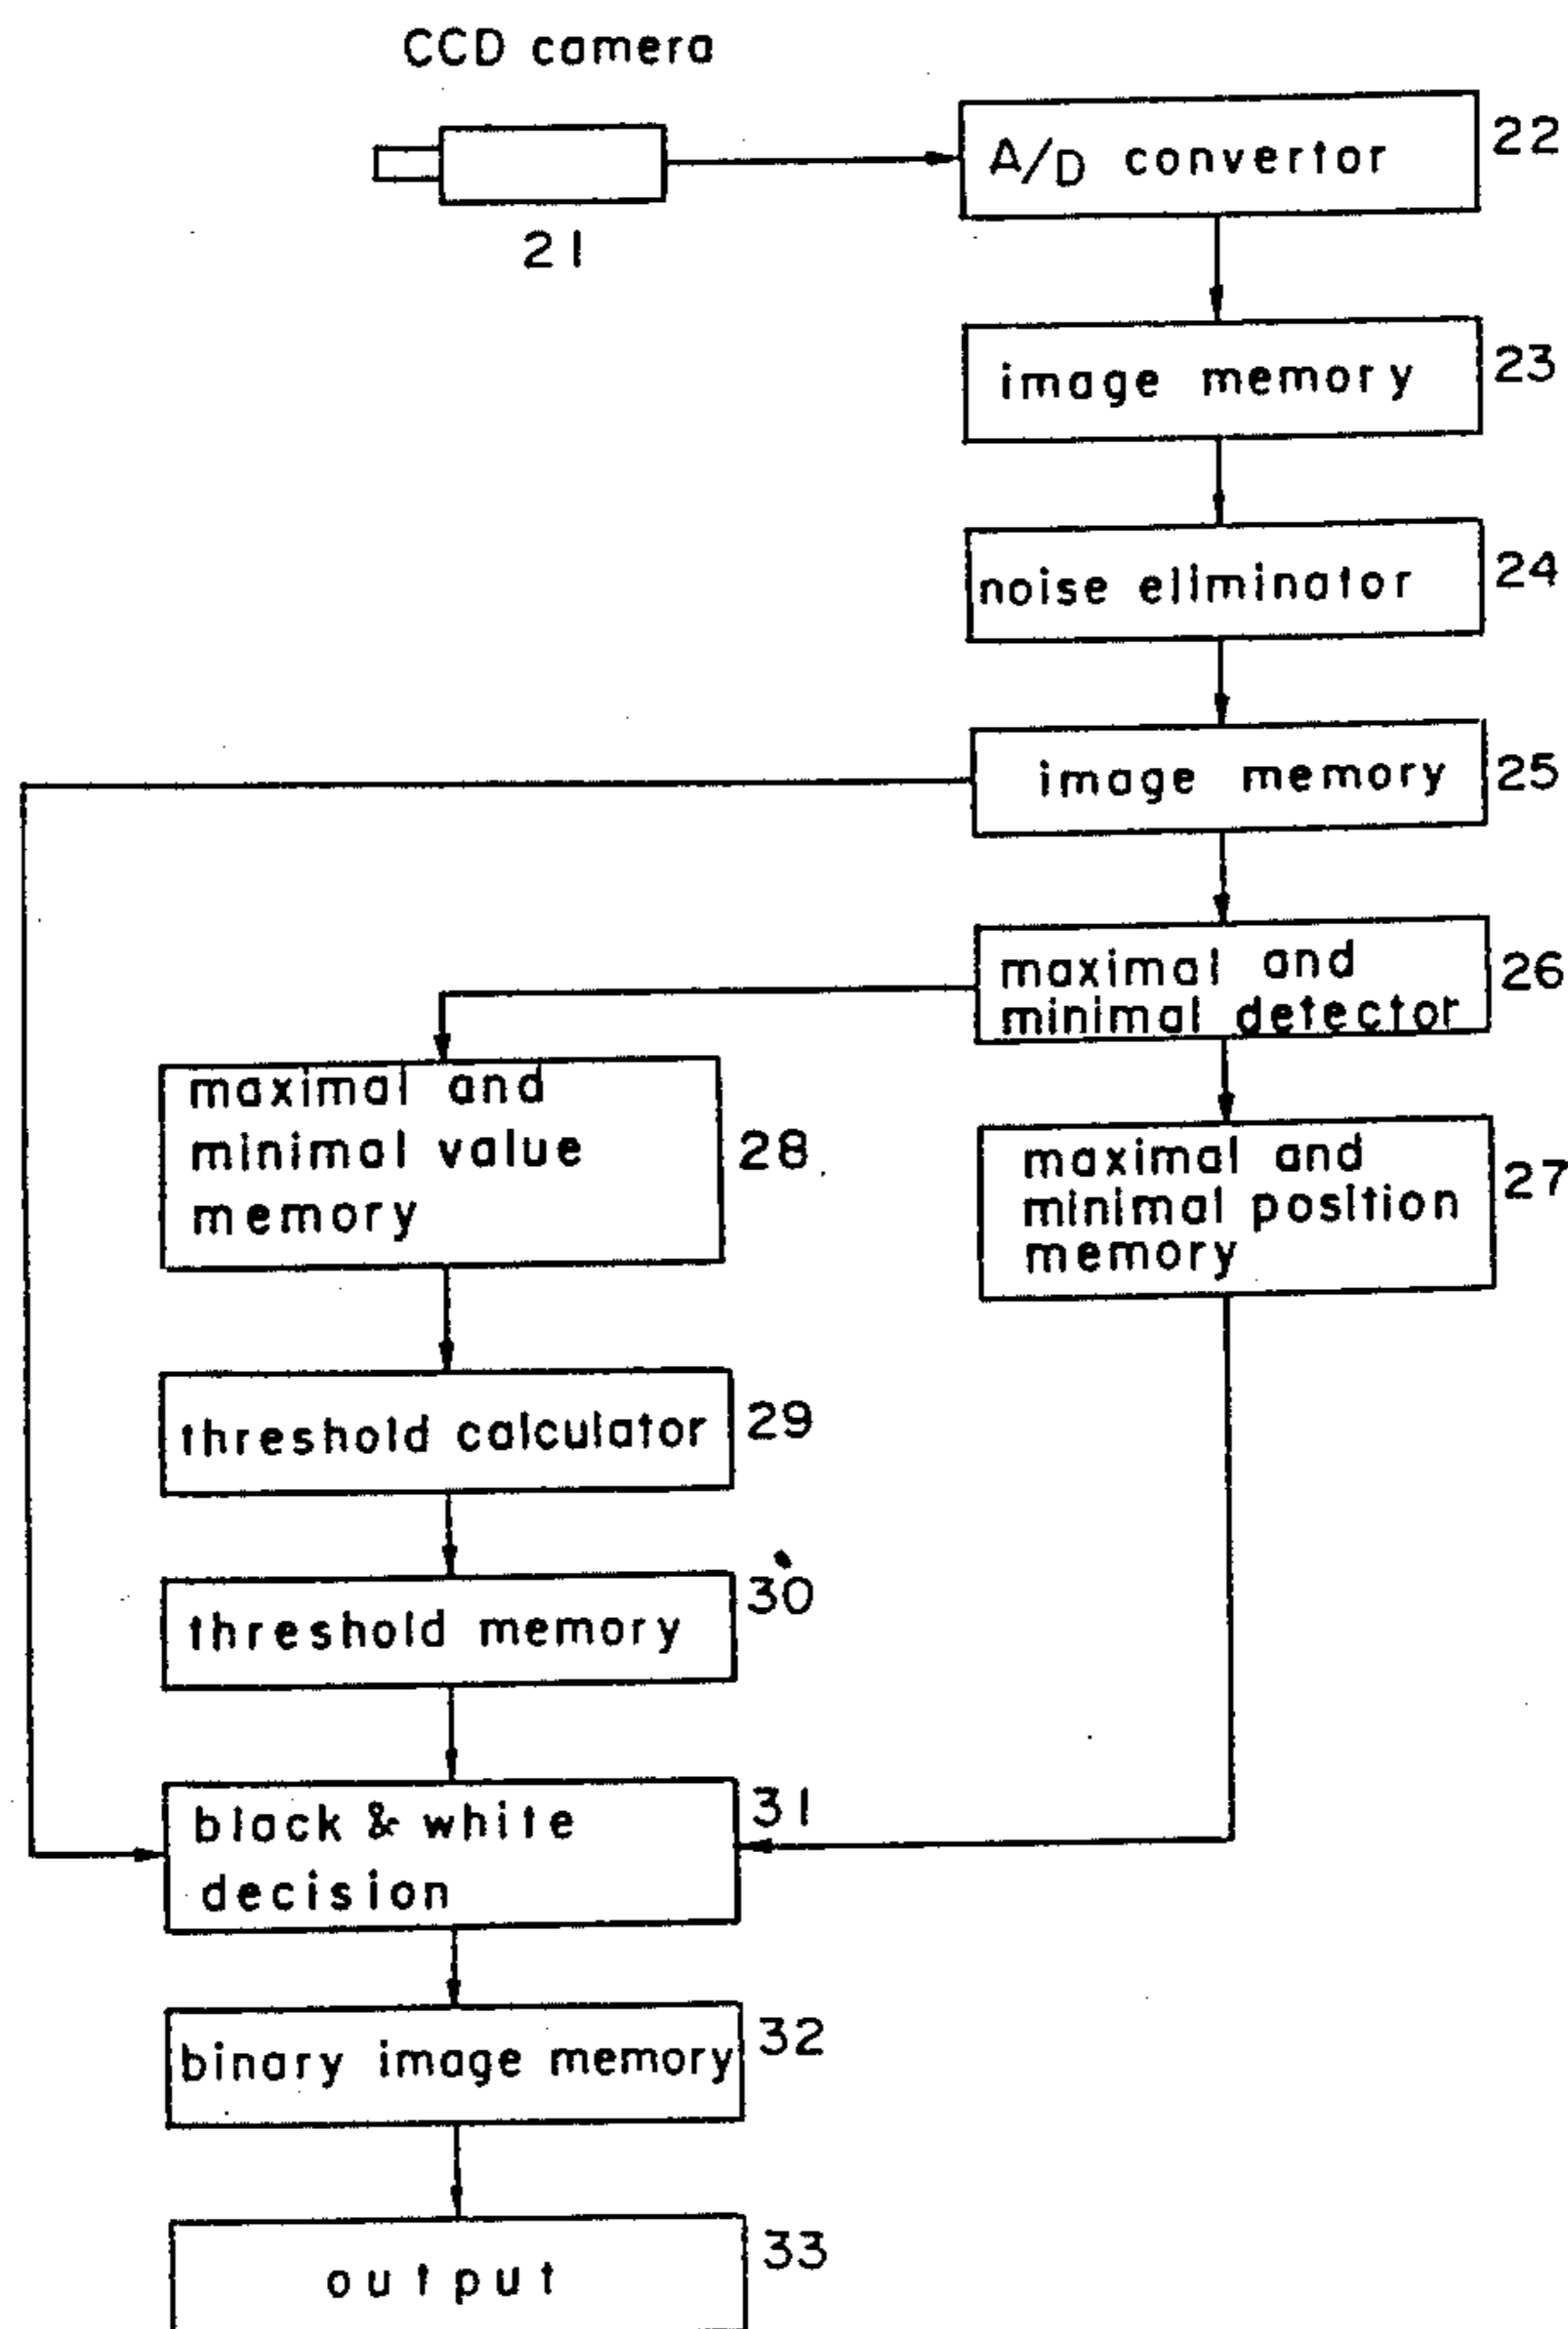 CCD camera
21
A/D convertor
22
image memory
23
noise eliminator
24
image memory
25
maximal and
minimal detector
26
maximal and
minimal value
memory
28
maximal and
minimal position
memory
27
threshold calculator
29
threshold memory
30
black & white
decision
31
binary image memory
32
output
33